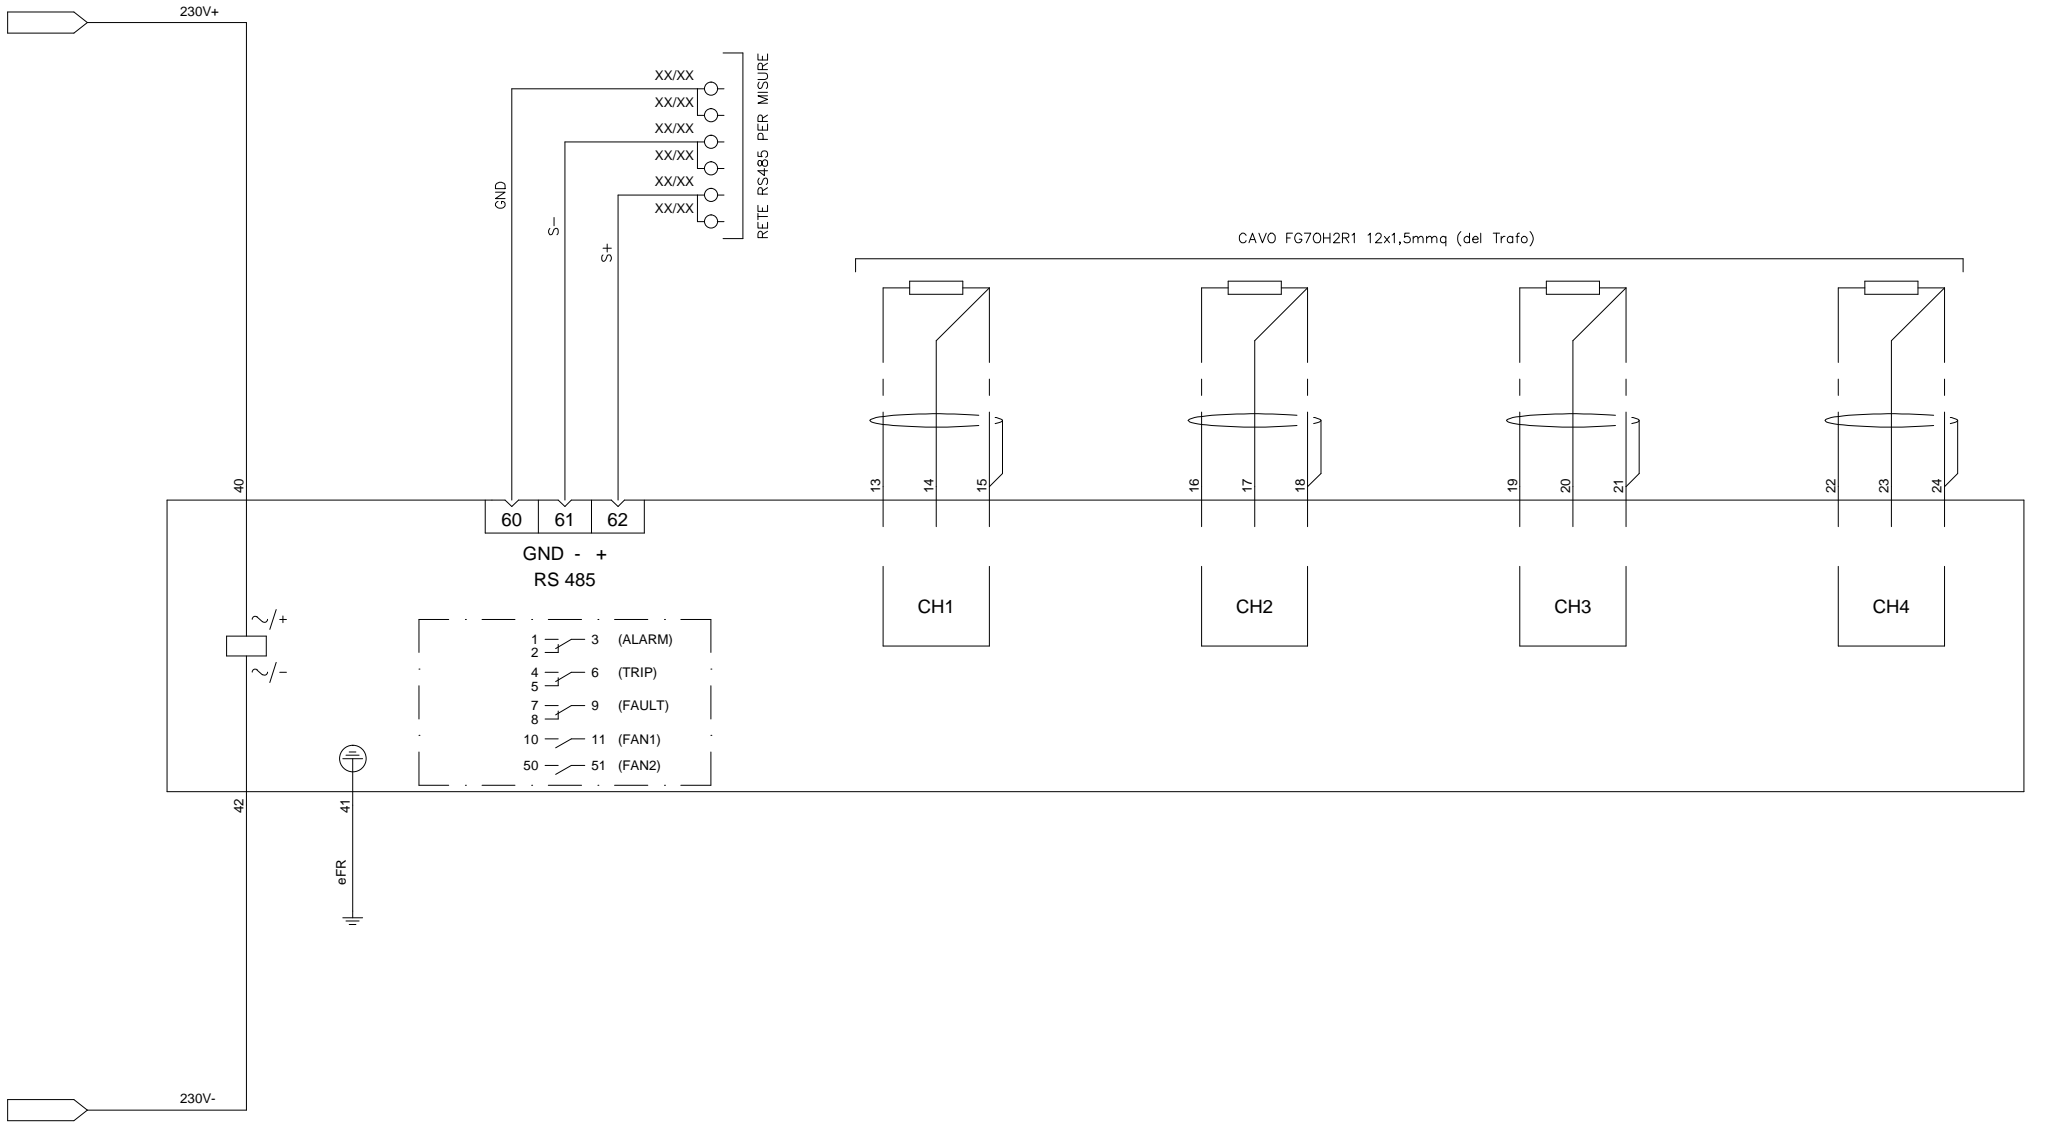 230V+
XX/XX
XX/XX
XX/XX
XX/XX
XX/XX
XX/XX
RETE RS485 PER MISURE
GND
S-
S+
CAVO FG7OH2R1 12x1,5mmq (del Trafo)
40
13 14 15
16 17 18
19 20 21
22 23 24
60 61 62
GND - +
RS 485
CH1
CH2
CH3
CH4
~/+
~/-
1 3 (ALARM)
2
4 6 (TRIP)
5
7 9 (FAULT)
8
10 11 (FAN1)
50 51 (FAN2)
42
41
eFR
230V-